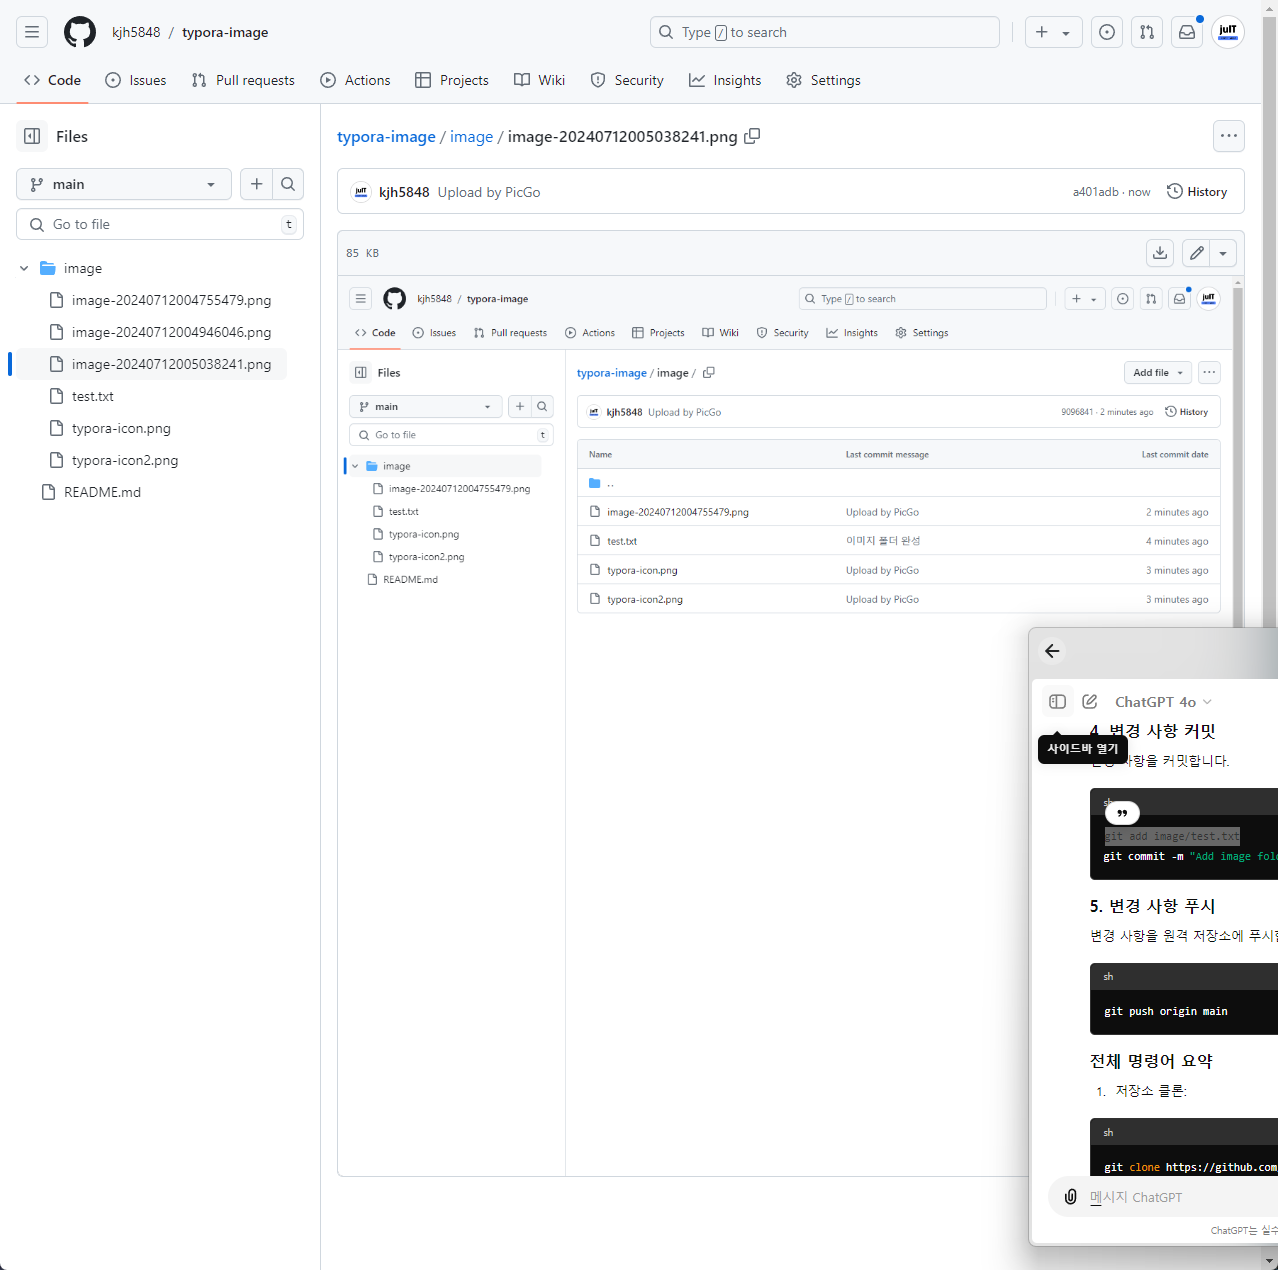 kjh5848 / typora-image
Type / to search
juIT
Code
Issues
Pull requests
Actions
Projects
Wiki
Security
Insights
Settings
Files
main
Go to file
t
image
image-20240712004755479.png
image-20240712004946046.png
image-20240712005038241.png
test.txt
typora-icon.png
typora-icon2.png
README.md
typora-image / image / image-20240712005038241.png
juIT kjh5848 Upload by PicGo
a401adb · now
History
85 KB
kjh5848 / typora-image
Type / to search
juIT
Code
Issues
Pull requests
Actions
Projects
Wiki
Security
Insights
Settings
Files
main
Go to file
t
image
image-20240712004755479.png
test.txt
typora-icon.png
typora-icon2.png
README.md
typora-image / image /
Add file
juIT kjh5848 Upload by PicGo
9096841 · 2 minutes ago
History
Name Last commit message Last commit date
..
image-20240712004755479.png Upload by PicGo 2 minutes ago
test.txt 이미지 폴더 완성 4 minutes ago
typora-icon.png Upload by PicGo 3 minutes ago
typora-icon2.png Upload by PicGo 3 minutes ago
ChatGPT 4o
4. 변경 사항 커밋
사이드바 열기
사항을 커밋합니다.
git add image/test.txt
git commit -m "Add image fol
5. 변경 사항 푸시
변경 사항을 원격 저장소에 푸시
sh
git push origin main
전체 명령어 요약
1. 저장소 클론:
sh
git clone https://github.com
메시지 ChatGPT
ChatGPT는 실수